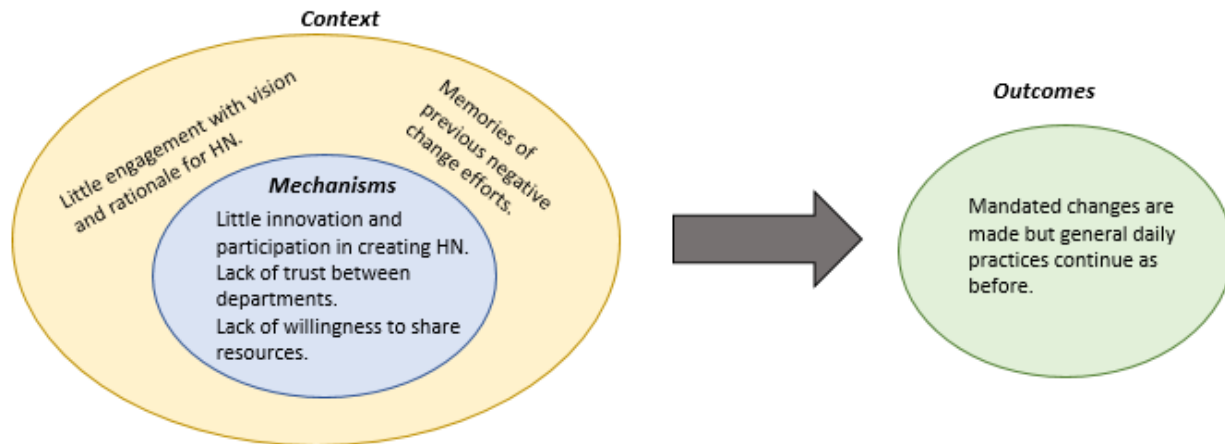 Context
Little engagement with vision
and rationale for HN.
Memories of
previous negative
change efforts.
Mechanisms
Little innovation and
participation in creating HN.
Lack of trust between
departments.
Lack of willingness to share
resources.
Outcomes
Mandated changes are
made but general daily
practices continue as
before.